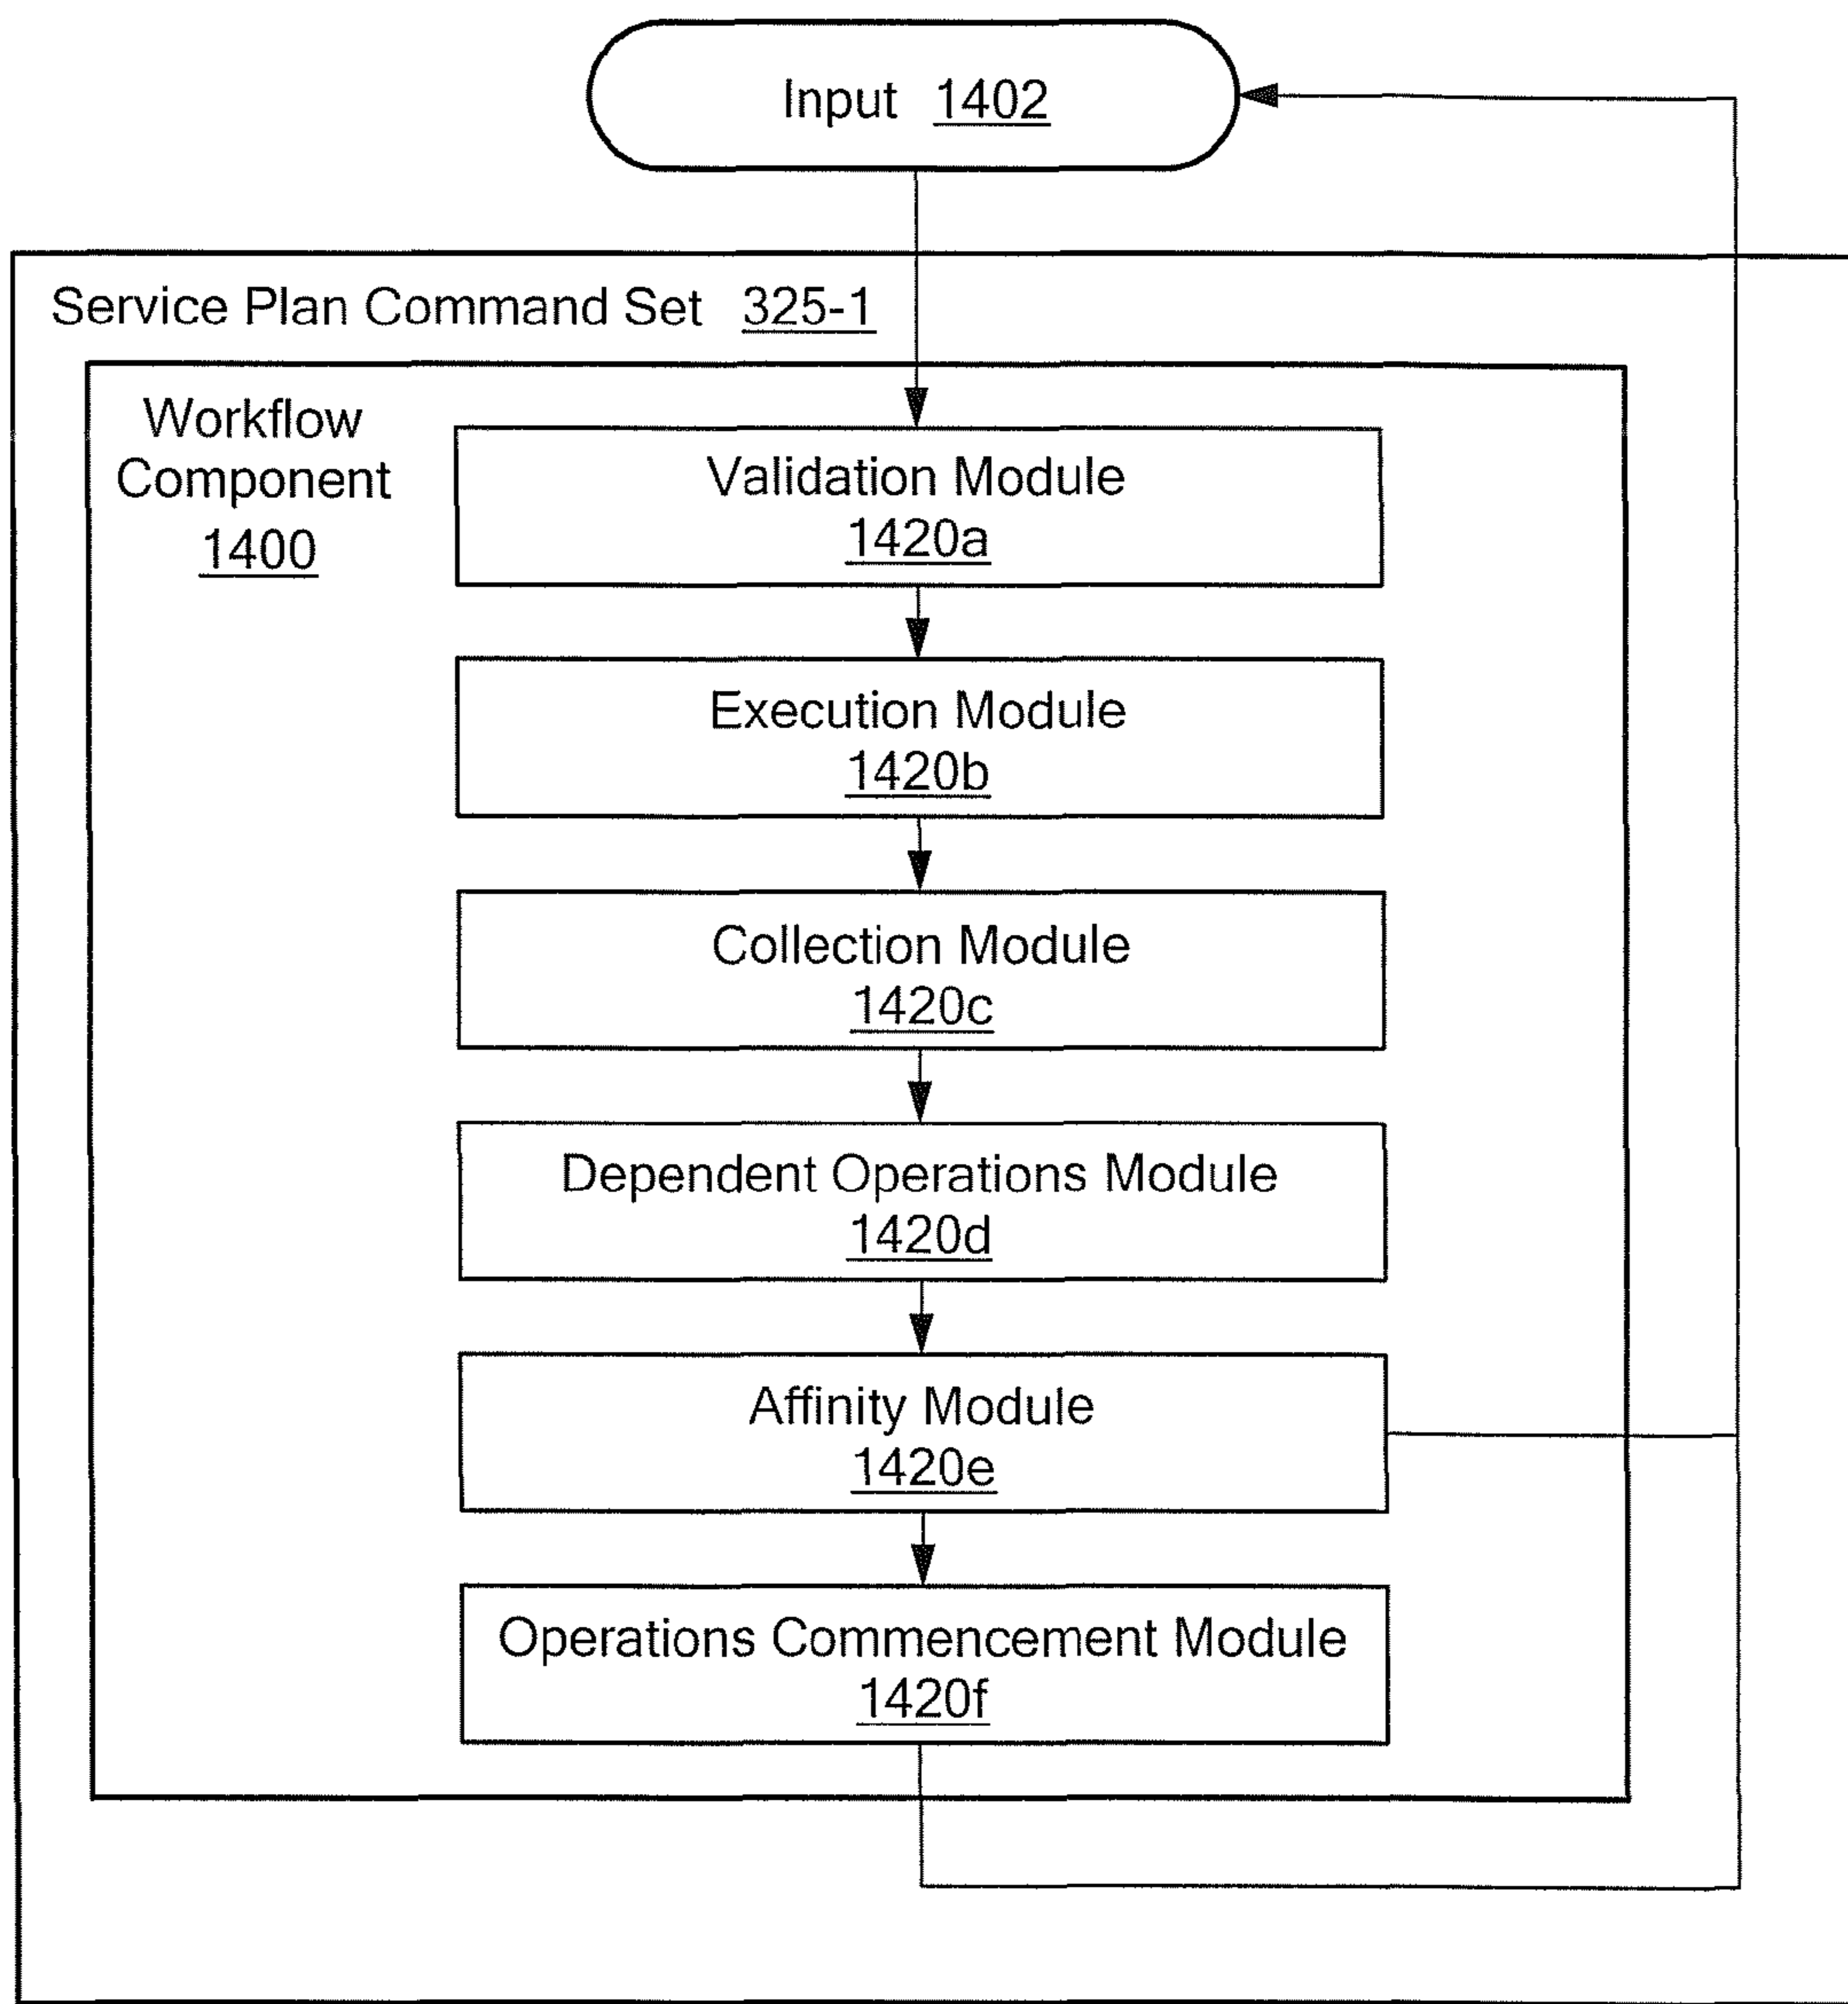 Input 1402
Service Plan Command Set 325-1
Workflow
Component
1400
Validation Module
1420a
Execution Module
1420b
Collection Module
1420c
Dependent Operations Module
1420d
Affinity Module
1420e
Operations Commencement Module
1420f